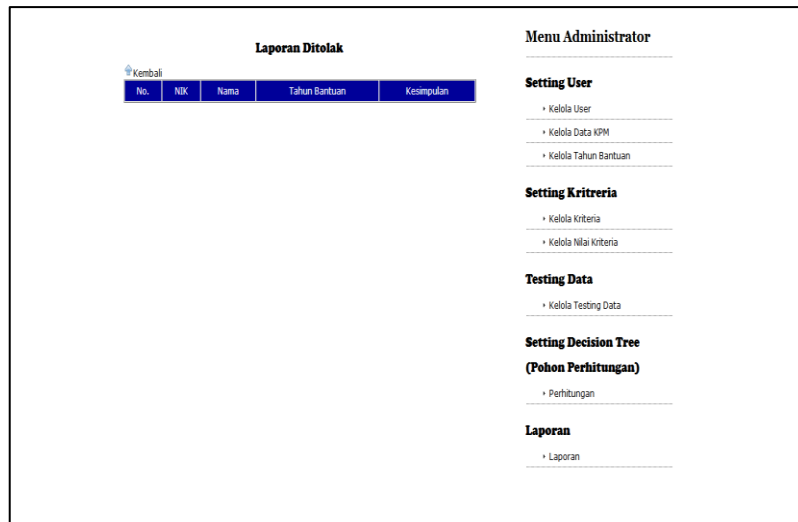 Laporan Ditolak
Kembali
No. NIK Nama Tahun Bantuan Kesimpulan
Menu Administrator
Setting User
Kelola User
Kelola Data KPM
Kelola Tahun Bantuan
Setting Kritreria
Kelola Kriteria
Kelola Nilai Kriteria
Testing Data
Kelola Testing Data
Setting Decision Tree
(Pohon Perhitungan)
Perhitungan
Laporan
Laporan